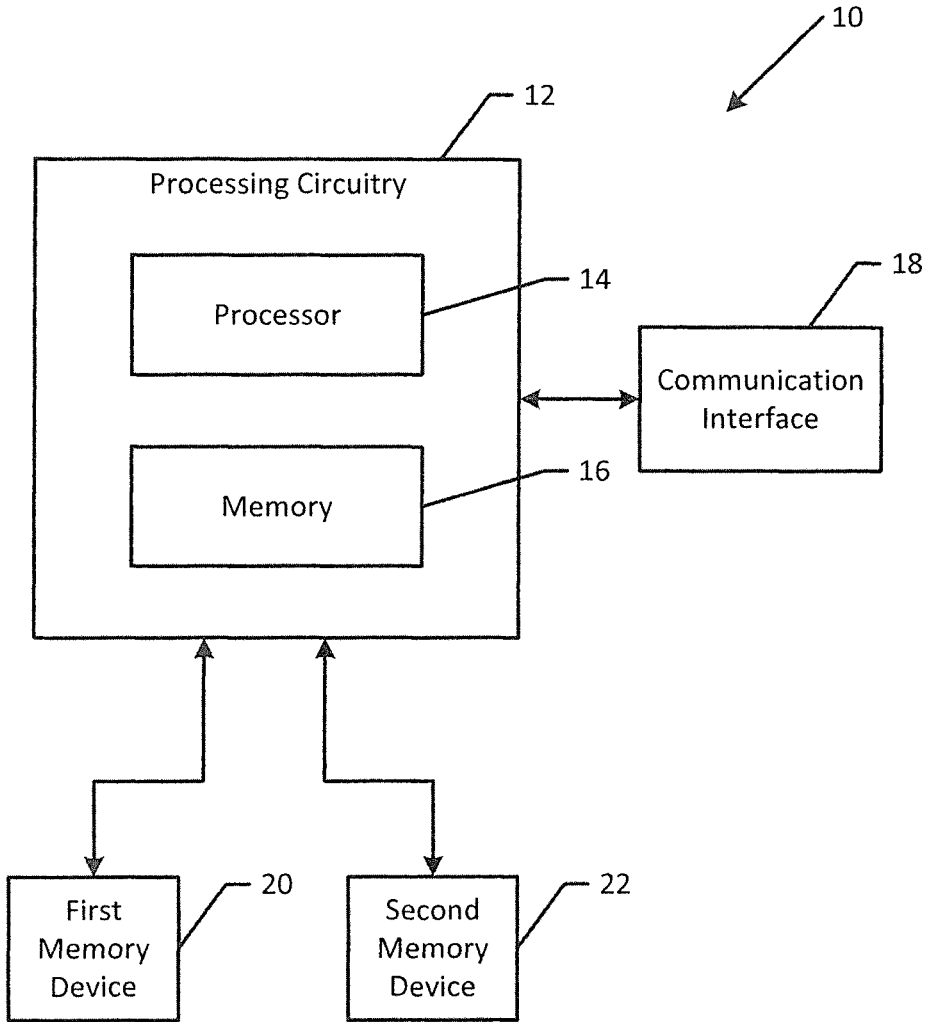 10
12
Processing Circuitry
Processor
14
Memory
16
18
Communication
Interface
First
Memory
Device
20
Second
Memory
Device
22